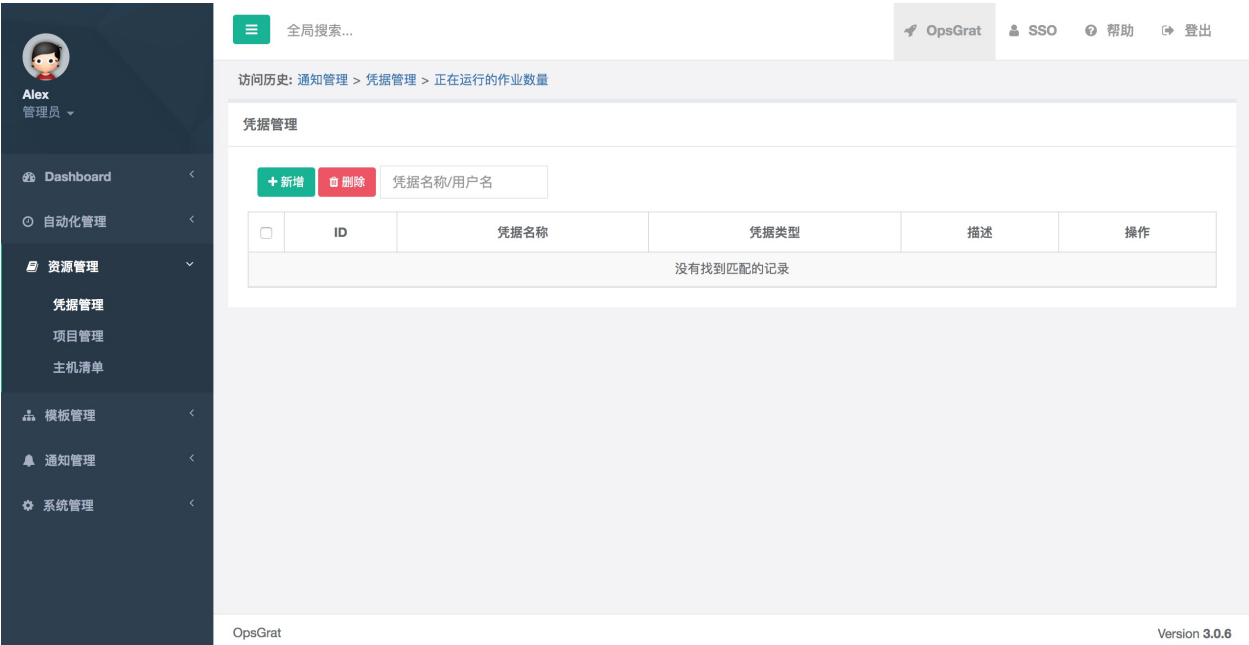 全局搜索...
OpsGrat SSO 帮助 登出
Alex
管理员
访问历史: 通知管理 > 凭据管理 > 正在运行的作业数量
凭据管理
Dashboard
自动化管理
资源管理
凭据管理
项目管理
主机清单
模板管理
通知管理
系统管理
新增 删除 凭据名称/用户名
ID 凭据名称 凭据类型 描述 操作
没有找到匹配的记录
OpsGrat
Version 3.0.6